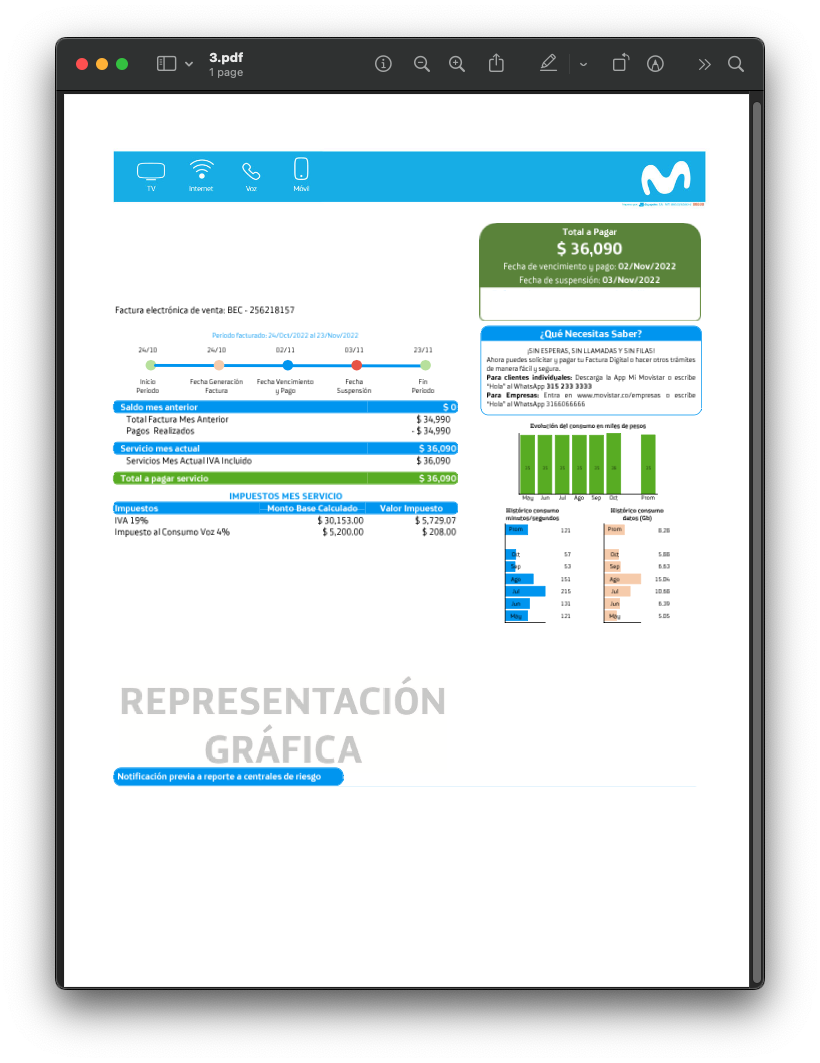 3.pdf
1 page
TV
Internet
Voz
Móvil
Total a Pagar
$ 36,090
Fecha de vencimiento y pago: 02/Nov/2022
Fecha de suspensión: 03/Nov/2022
Factura electrónica de venta: BEC - 256218157
Periodo facturado: 24/Oct/2022 al 23/Nov/2022
24/10 24/10 02/11 03/11 23/11
Inicio Fecha Generación Fecha Vencimiento Fecha Fin
Periodo Factura y Pago Suspensión Periodo
Saldo mes anterior $ 0
Total Factura Mes Anterior $ 34,990
Pagos Realizados - $ 34,990
Servicio mes actual $ 36,090
Servicios Mes Actual IVA Incluido $ 36,090
Total a pagar servicio $ 36,090
IMPUESTOS MES SERVICIO
Impuestos Monto Base Calculado Valor Impuesto
IVA 19% $ 30,153.00 $ 5,729.07
Impuesto al Consumo Voz 4% $ 5,200.00 $ 208.00
¿Qué Necesitas Saber?
¡SIN ESPERAS, SIN LLAMADAS Y SIN FILAS!
Ahora puedes solicitar y pagar tu Factura Digital o hacer otros trámites
de manera fácil y segura.
Para clientes individuales: Descarga la App Mi Movistar o escribe
"Hola" al WhatsApp 315 233 3333
Para Empresas: Entra en www.movistar.co/empresas o escribe
"Hola" al WhatsApp 3166066666
Evolución del consumo en miles de pesos
May Jun Jul Ago Sep Oct Prom
Histórico consumo
minutos/segundos
Prom 121
Oct 57
Sep 53
Ago 151
Jul 215
Jun 131
May 121
Histórico consumo
datos (Gb)
Prom 8.28
Oct 5.88
Sep 6.63
Ago 15.04
Jul 10.68
Jun 6.39
May 5.05
REPRESENTACIÓN
GRÁFICA
Notificación previa a reporte a centrales de riesgo